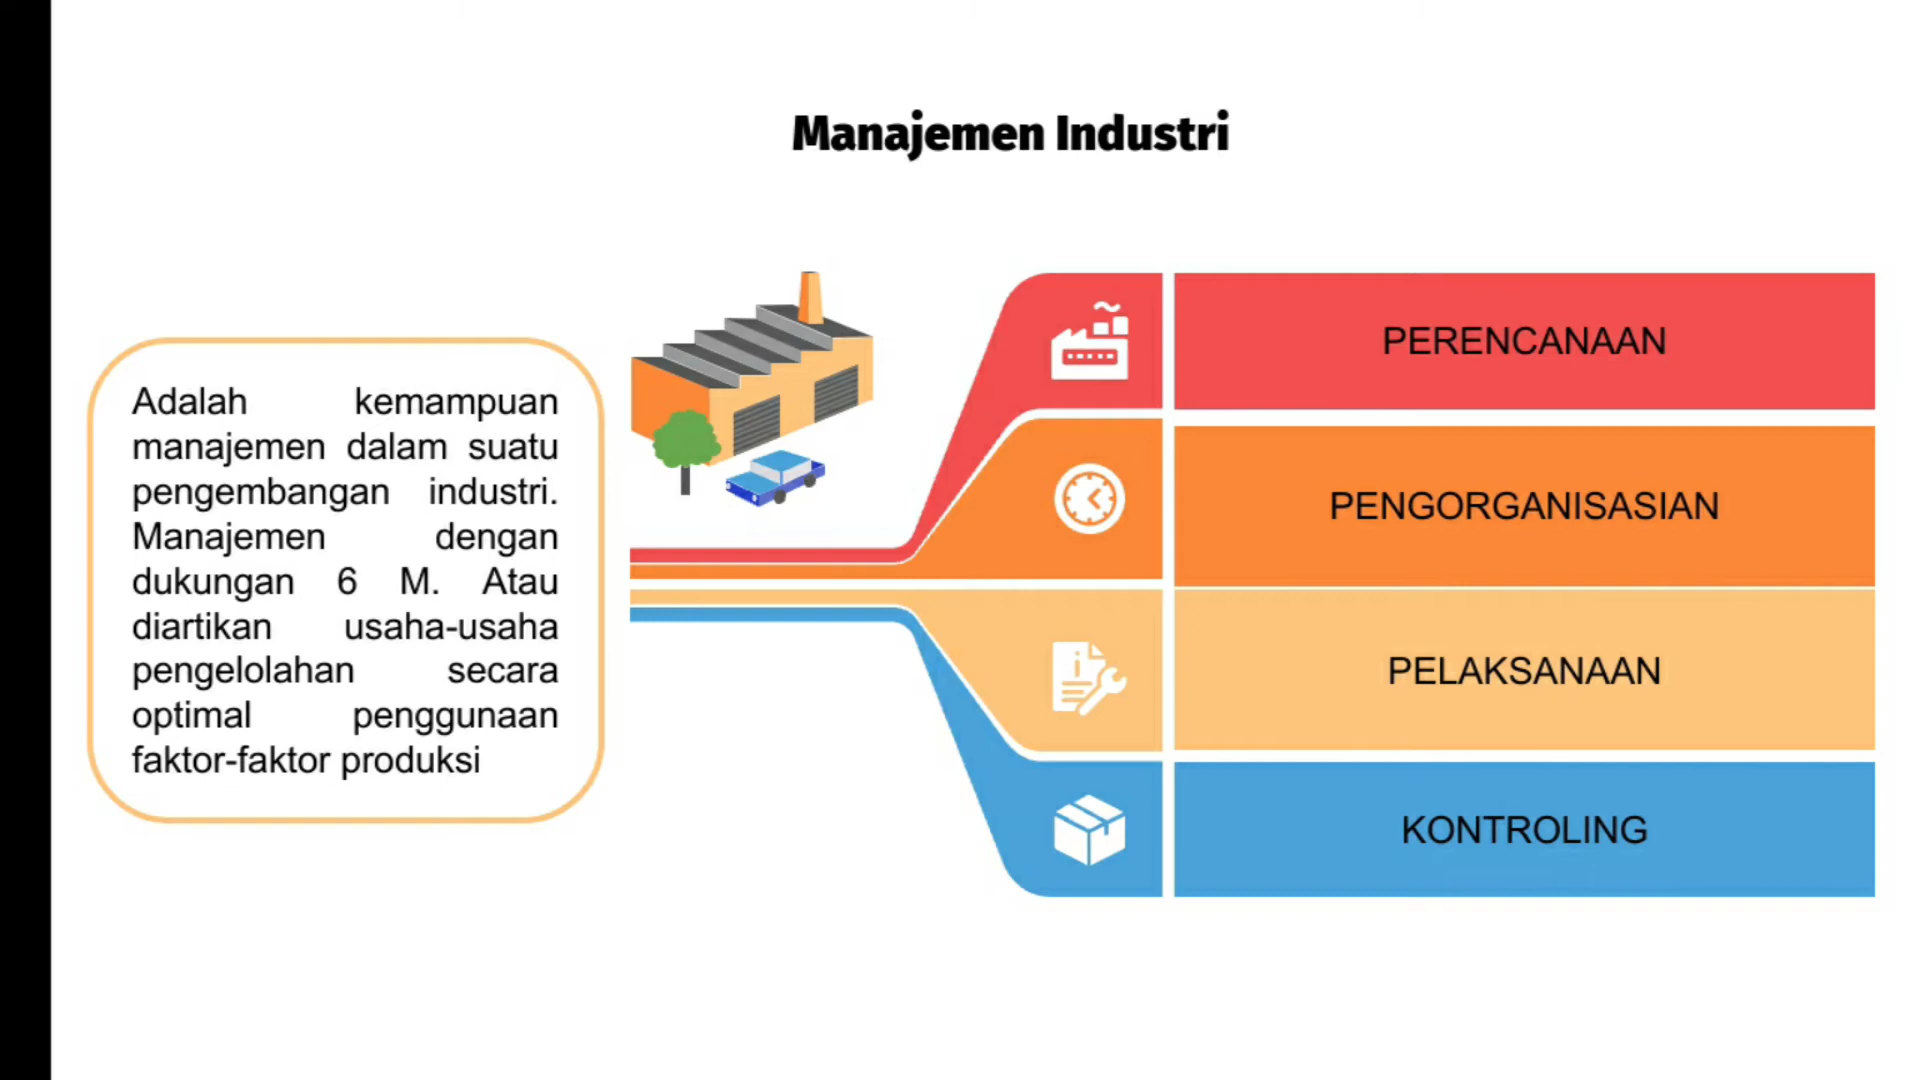 Manajemen Industri
Adalah kemampuan
manajemen dalam suatu
pengembangan industri.
Manajemen dengan
dukungan 6 M. Atau
diartikan usaha-usaha
pengelolahan secara
optimal penggunaan
faktor-faktor produksi
PERENCANAAN
PENGORGANISASIAN
PELAKSANAAN
KONTROLING